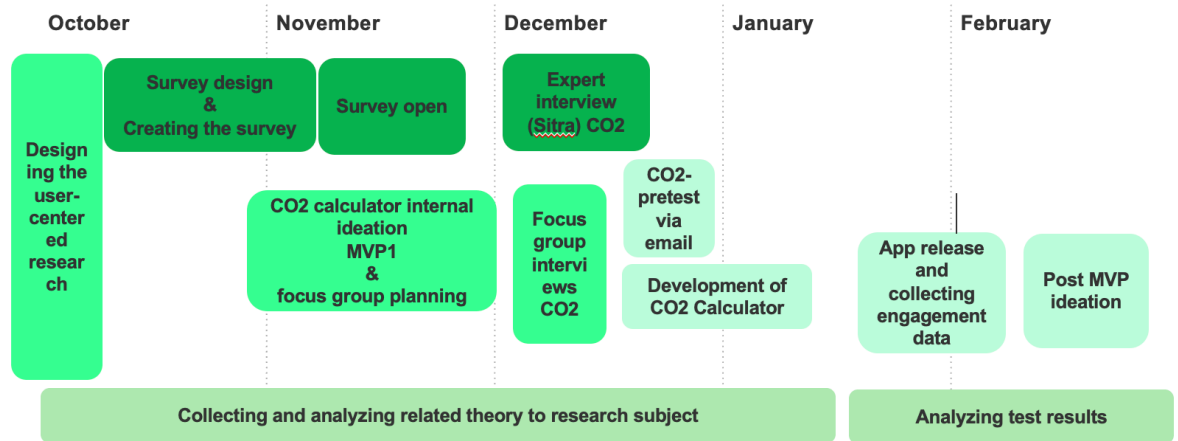 October
November
December
January
February
Design
ing the
user-
center
ed
resear
ch
Survey design
&
Creating the survey
Survey open
Expert
interview
(Sitra) CO2
CO2 calculator internal
ideation
MVP1
&
focus group planning
Focus
group
intervi
ews
CO2
CO2-
pretest
via
email
Development of
CO2 Calculator
App release
and
collecting
engagement
data
Post MVP
ideation
Collecting and analyzing related theory to research subject
Analyzing test results